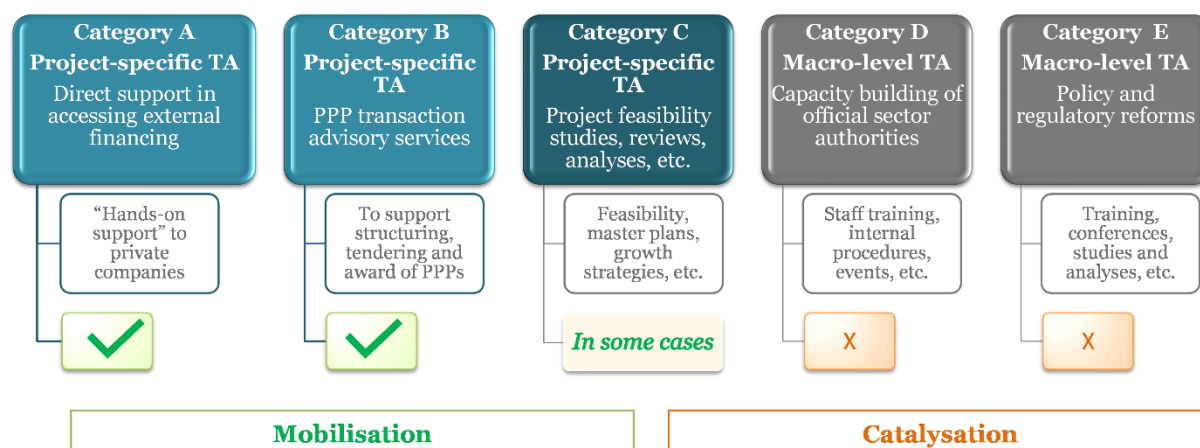 Category A
Project-specific TA
Direct support in
accessing external
financing
"Hands-on
support" to
private
companies
Category B
Project-specific
TA
PPP transaction
advisory services
To support
structuring,
tendering and
award of PPPs
Category C
Project-specific
TA
Project feasibility
studies, reviews,
analyses, etc.
Feasibility,
master plans,
growth
strategies, etc.
In some cases
Category D
Macro-level TA
Capacity building of
official sector
authorities
Staff training,
internal
procedures,
events, etc.
X
Category E
Macro-level TA
Policy and
regulatory reforms
Training,
conferences,
studies and
analyses, etc.
X
Mobilisation
Catalysation